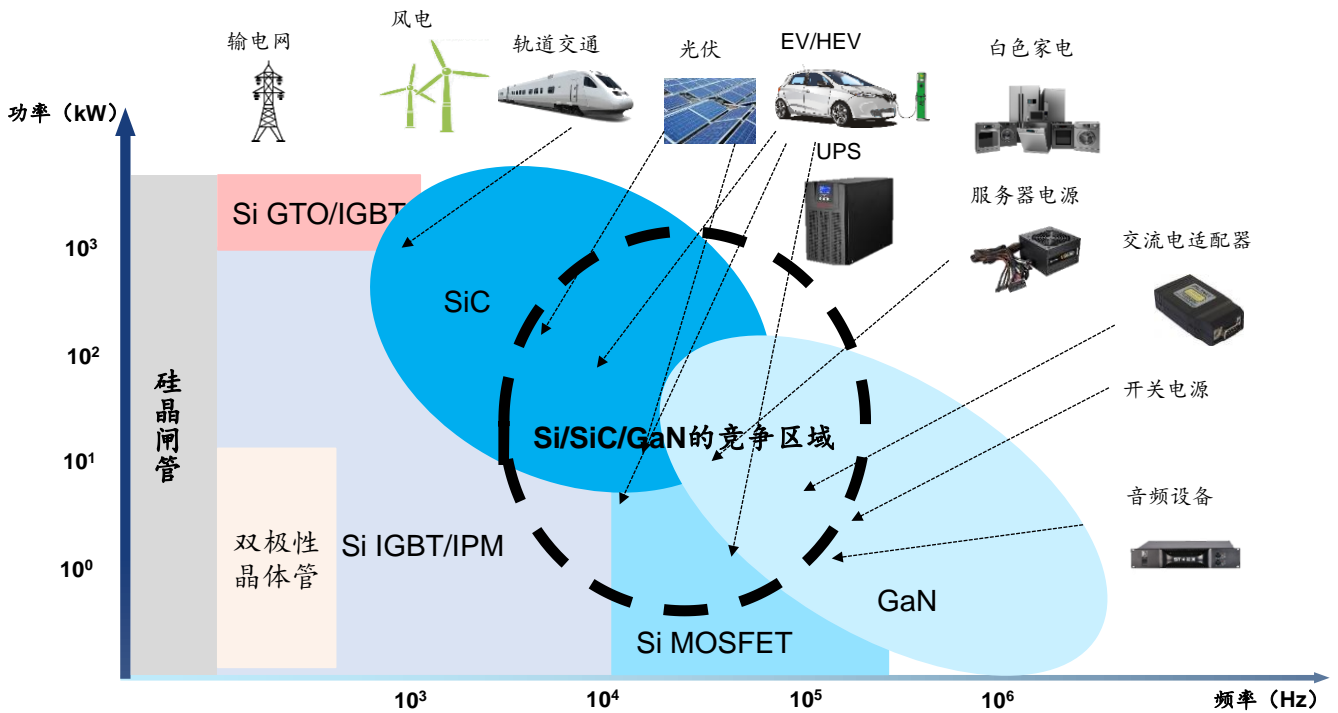 输电网
风电
轨道交通
光伏
EV/HEV
白色家电
功率（kW）
UPS
服务器电源
交流电适配器
开关电源
音频设备
10³
10²
10¹
10⁰
硅晶闸管
Si GTO/IGBT
SiC
Si/SiC/GaN的竞争区域
双极性
晶体管
Si IGBT/IPM
GaN
Si MOSFET
10³
10⁴
10⁵
10⁶
频率（Hz）